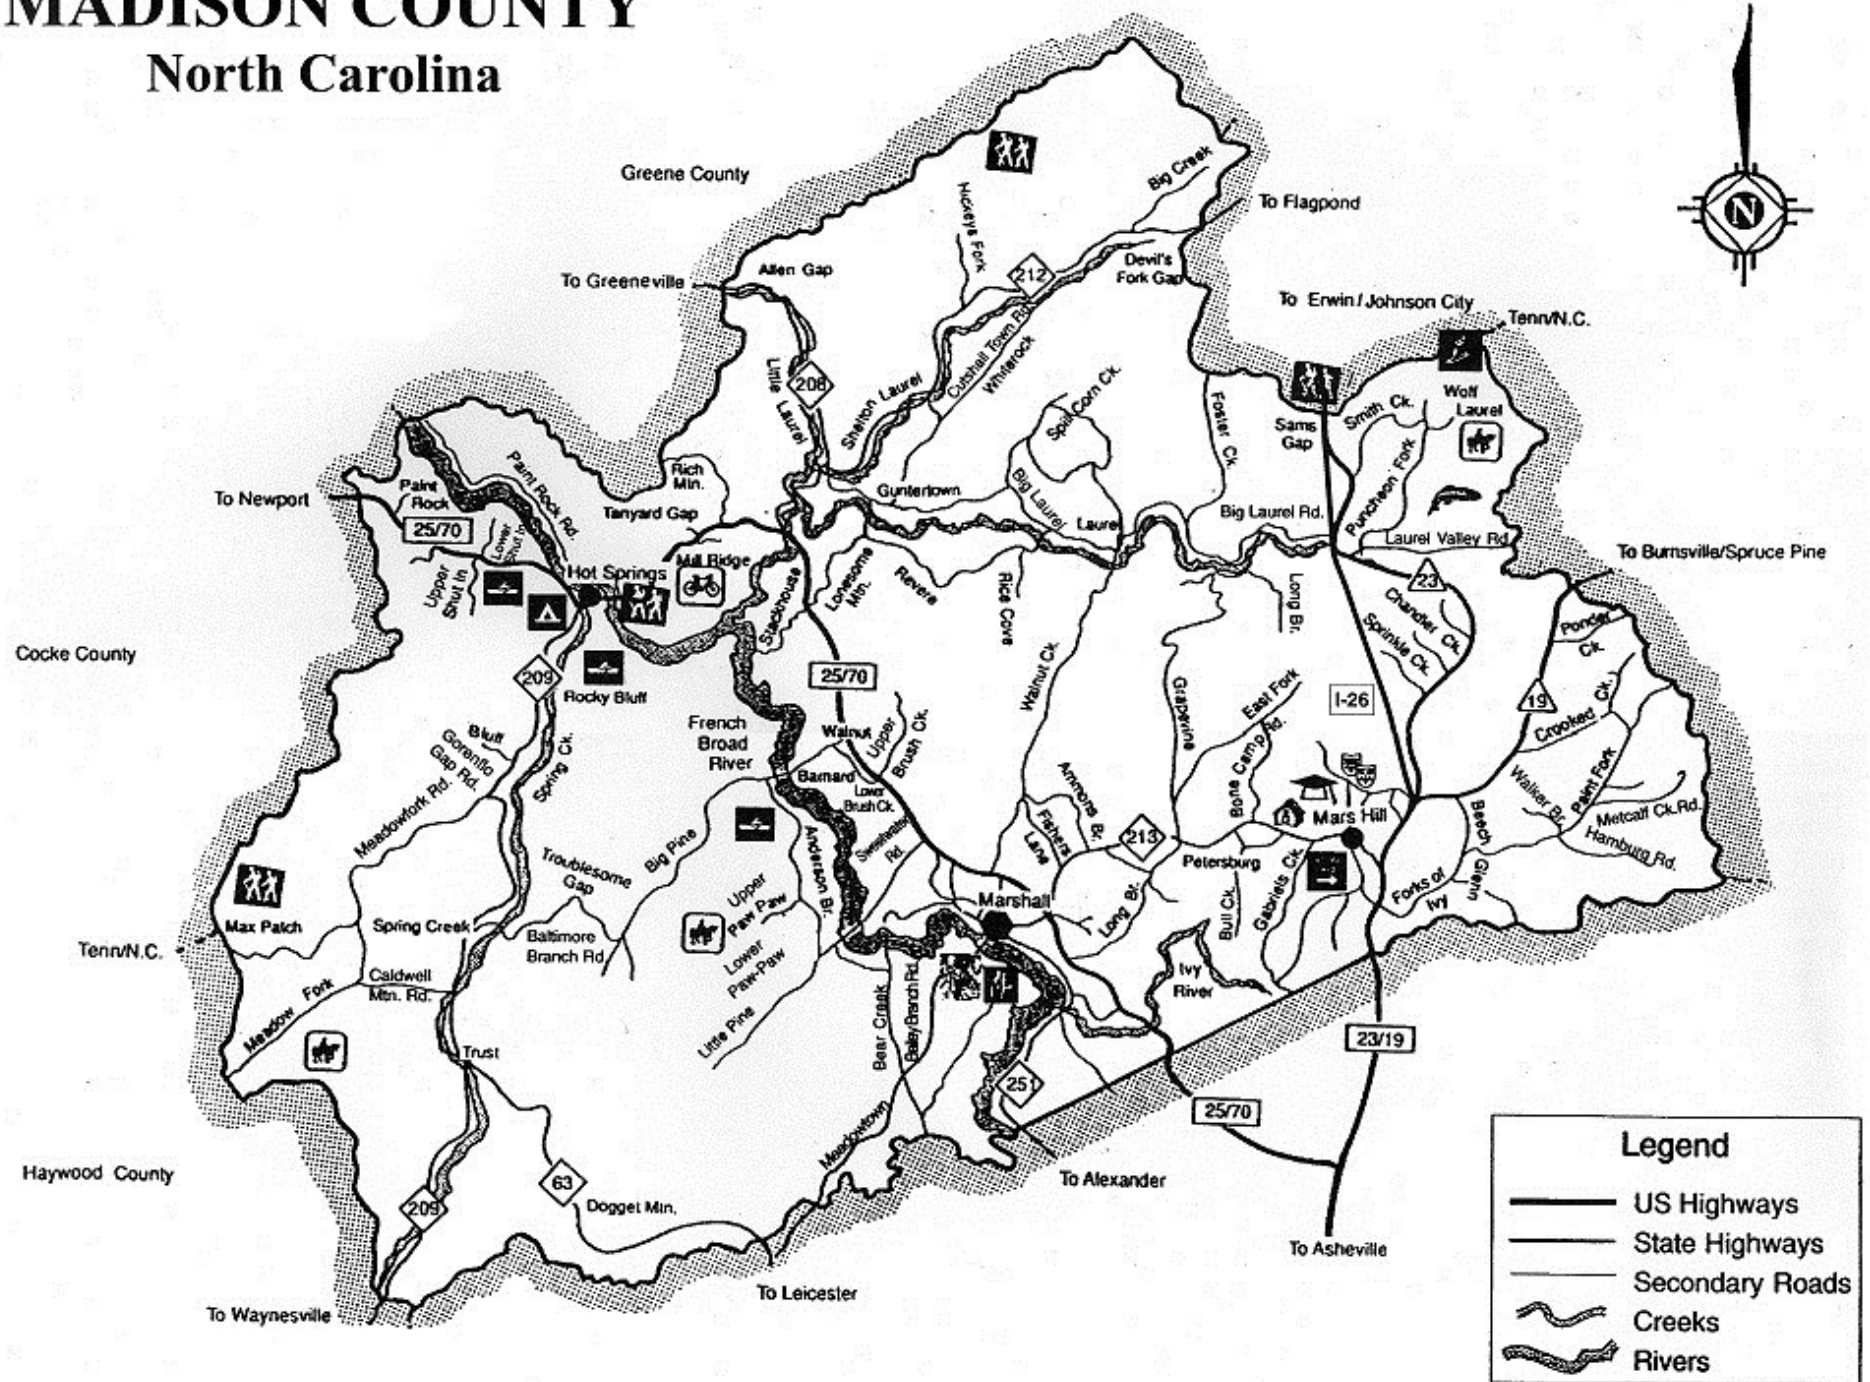 MADISON COUNTY
North Carolina
Greene County
Hickeys Fork
Big Creek
To Flagpond
N
Allen Gap
To Greeneville
212
Devil's
Fork Gap
To Erwin/Johnson City
Tenn/N.C.
208
Little Laurel
Shelton Laurel
Cutshall Town Rd.
Whiterock
Spill Corn Ck.
Foster Ck.
Sams
Gap
Smith Ck.
Wolf
Laurel
Puncheon Fork
Paint
Rock
Paint Rock Rd.
Rich
Mtn.
Tanyard Gap
Guntertown
Big Laurel
Laurel
Big Laurel Rd.
Laurel Valley Rd.
To Newport
25/70
Lower
Shut In
Upper
Shut In
Hot Springs
Mill Ridge
Stackhouse
Lonesome
Mtn.
Revere
Rice Cove
Long Br.
23
Chandler Ck.
Sprinkle Ck.
To Burnsville/Spruce Pine
Ponder
Ck.
Cocke County
209
Rocky Bluff
25/70
Walnut Ck.
Grapevine
East Fork
I-26
19
Crooked Ck.
French
Broad
River
Walnut
Upper
Brush Ck.
Bluff
Gorenflo
Gap Rd.
Meadowfork Rd.
Spring Ck.
Barnard
Lower
Brush Ck.
Ammons Br.
Bone Camp Rd.
Walker Br.
Paint Fork
Metcalf Ck. Rd.
Hamburg Rd.
Troublesome
Gap
Big Pine
Anderson Br.
Sweetwater
Rd.
Fishers
Lane
213
Petersburg
Mars Hill
Beech
Glenn
Forks of
Ivy
Max Patch
Spring Creek
Baltimore
Branch Rd.
Upper
Paw Paw
Lower
Paw-Paw
Little Pine
Marshall
Long Br.
Bull Ck.
Gabriels Ck.
Tenn/N.C.
Caldwell
Mtn. Rd.
Meadow Fork
Bear Creek
Baley Branch Rd.
Ivy
River
Trust
251
23/19
25/70
Meadowtown
Haywood County
63
Dogget Mtn.
209
To Alexander
To Asheville
To Leicester
To Waynesville
Legend
US Highways
State Highways
Secondary Roads
Creeks
Rivers